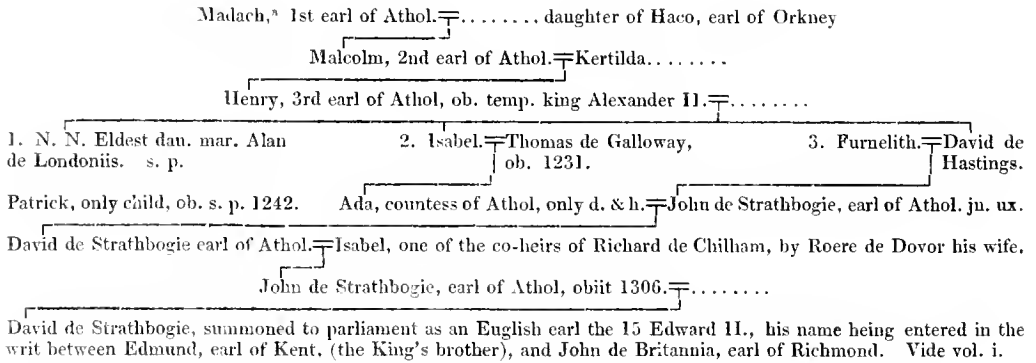 Madach,ª 1st earl of Athol.=........ daughter of Haco, earl of Orkney
Malcolm, 2nd earl of Athol.=Kertilda........
Henry, 3rd earl of Athol, ob. temp. king Alexander II.=........
1. N. N. Eldest dan. mar. Alan
de Londoniis. s. p.
2. Isabel.=Thomas de Galloway,
ob. 1231.
3. Furnelith.=David de
Hastings.
Patrick, only child, ob. s. p. 1242. Ada, countess of Athol, only d. & h.=John de Strathbogie, earl of Athol. ju. ux.
David de Strathbogie earl of Athol.=Isabel, one of the co-heirs of Richard de Chilham, by Roere de Dovor his wife.
John de Strathbogie, earl of Athol, obiit 1306.=........
David de Strathbogie, summoned to parliament as an English earl the 15 Edward II., his name being entered in the
writ between Edmund, earl of Kent, (the King's brother), and John de Britannia, earl of Richmond. Vide vol. i.